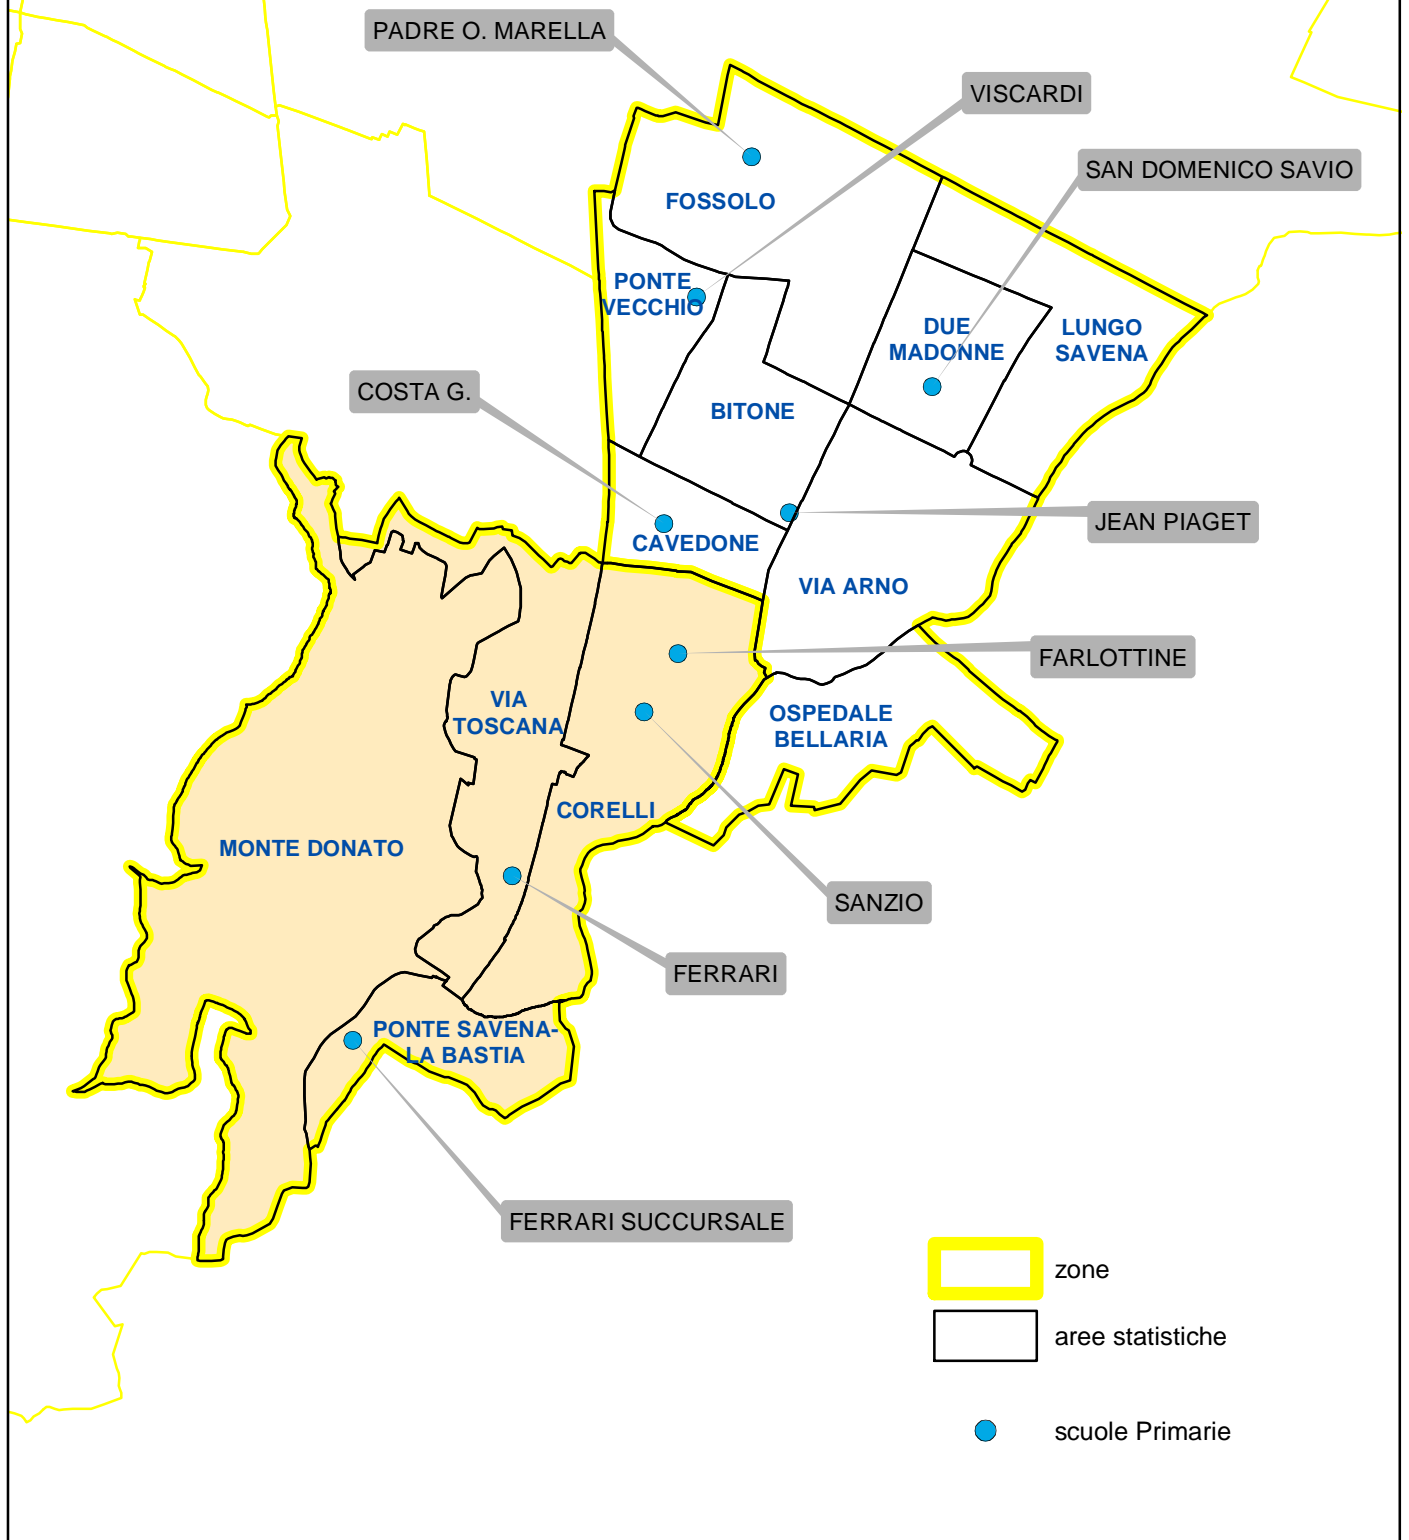 PADRE O. MARELLA
VISCARDI
SAN DOMENICO SAVIO
FOSSOLO
PONTE
VECCHIO
DUE
MADONNE
LUNGO
SAVENA
COSTA G.
BITONE
JEAN PIAGET
CAVEDONE
VIA ARNO
FARLOTTINE
VIA
TOSCANA
OSPEDALE
BELLARIA
CORELLI
MONTE DONATO
SANZIO
FERRARI
PONTE SAVENA-
LA BASTIA
FERRARI SUCCURSALE
zone
aree statistiche
scuole Primarie